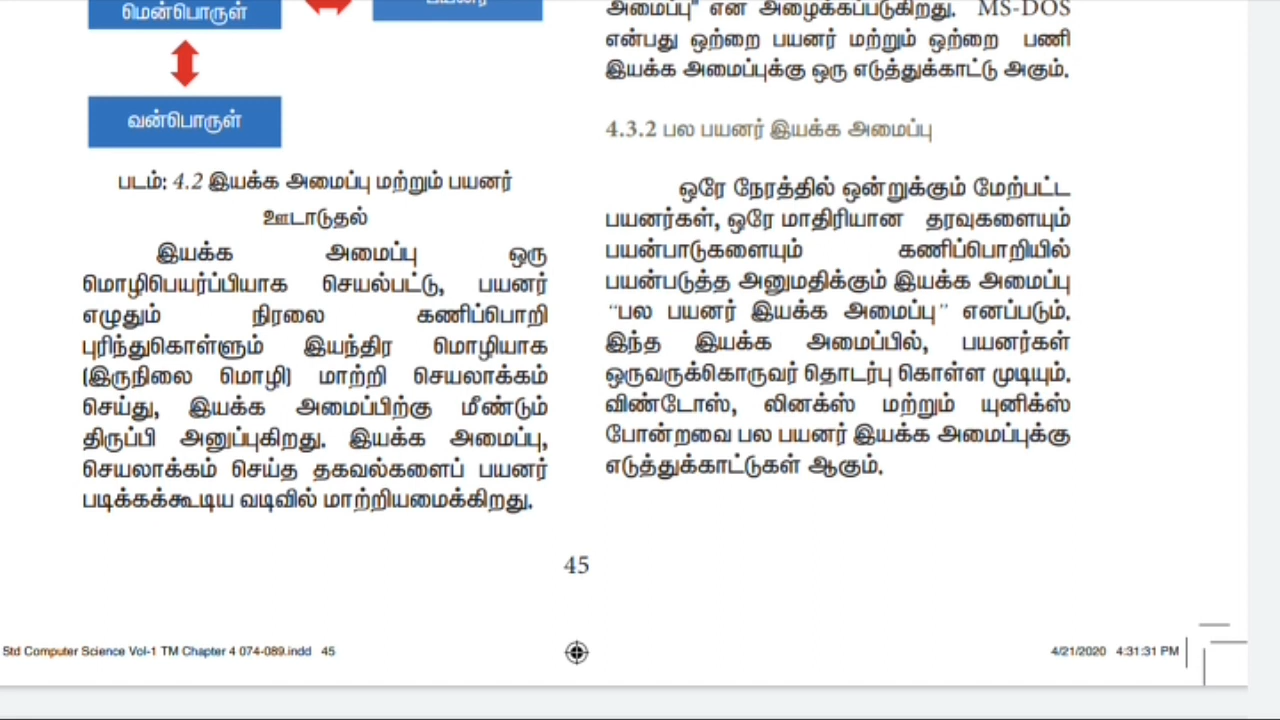 மென்பொருள்
பயனர்
வன்பொருள்
படம்: 4.2 இயக்க அமைப்பு மற்றும் பயனர்
ஊடாடுதல்
இயக்க அமைப்பு ஒரு
மொழிபெயர்ப்பியாக செயல்பட்டு, பயனர்
எழுதும் நிரலை கணிப்பொறி
புரிந்துகொள்ளும் இயந்திர மொழியாக
(இருநிலை மொழி) மாற்றி செயலாக்கம்
செய்து, இயக்க அமைப்பிற்கு மீண்டும்
திருப்பி அனுப்புகிறது. இயக்க அமைப்பு,
செயலாக்கம் செய்த தகவல்களைப் பயனர்
படிக்கக்கூடிய வடிவில் மாற்றியமைக்கிறது.
அமைப்பு" என அழைக்கப்படுகிறது. MS-DOS
என்பது ஒற்றை பயனர் மற்றும் ஒற்றை பணி
இயக்க அமைப்புக்கு ஒரு எடுத்துக்காட்டு அகும்.
4.3.2 பல பயனர் இயக்க அமைப்பு
ஒரே நேரத்தில் ஒன்றுக்கும் மேற்பட்ட
பயனர்கள், ஒரே மாதிரியான தரவுகளையும்
பயன்பாடுகளையும் கணிப்பொறியில்
பயன்படுத்த அனுமதிக்கும் இயக்க அமைப்பு
“பல பயனர் இயக்க அமைப்பு” எனப்படும்.
இந்த இயக்க அமைப்பில், பயனர்கள்
ஒருவருக்கொருவர் தொடர்பு கொள்ள முடியும்.
விண்டோஸ், லினக்ஸ் மற்றும் யுனிக்ஸ்
போன்றவை பல பயனர் இயக்க அமைப்புக்கு
எடுத்துக்காட்டுகள் ஆகும்.
45
Std Computer Science Vol-1 TM Chapter 4 074-089.indd 45
4/21/2020 4:31:31 PM